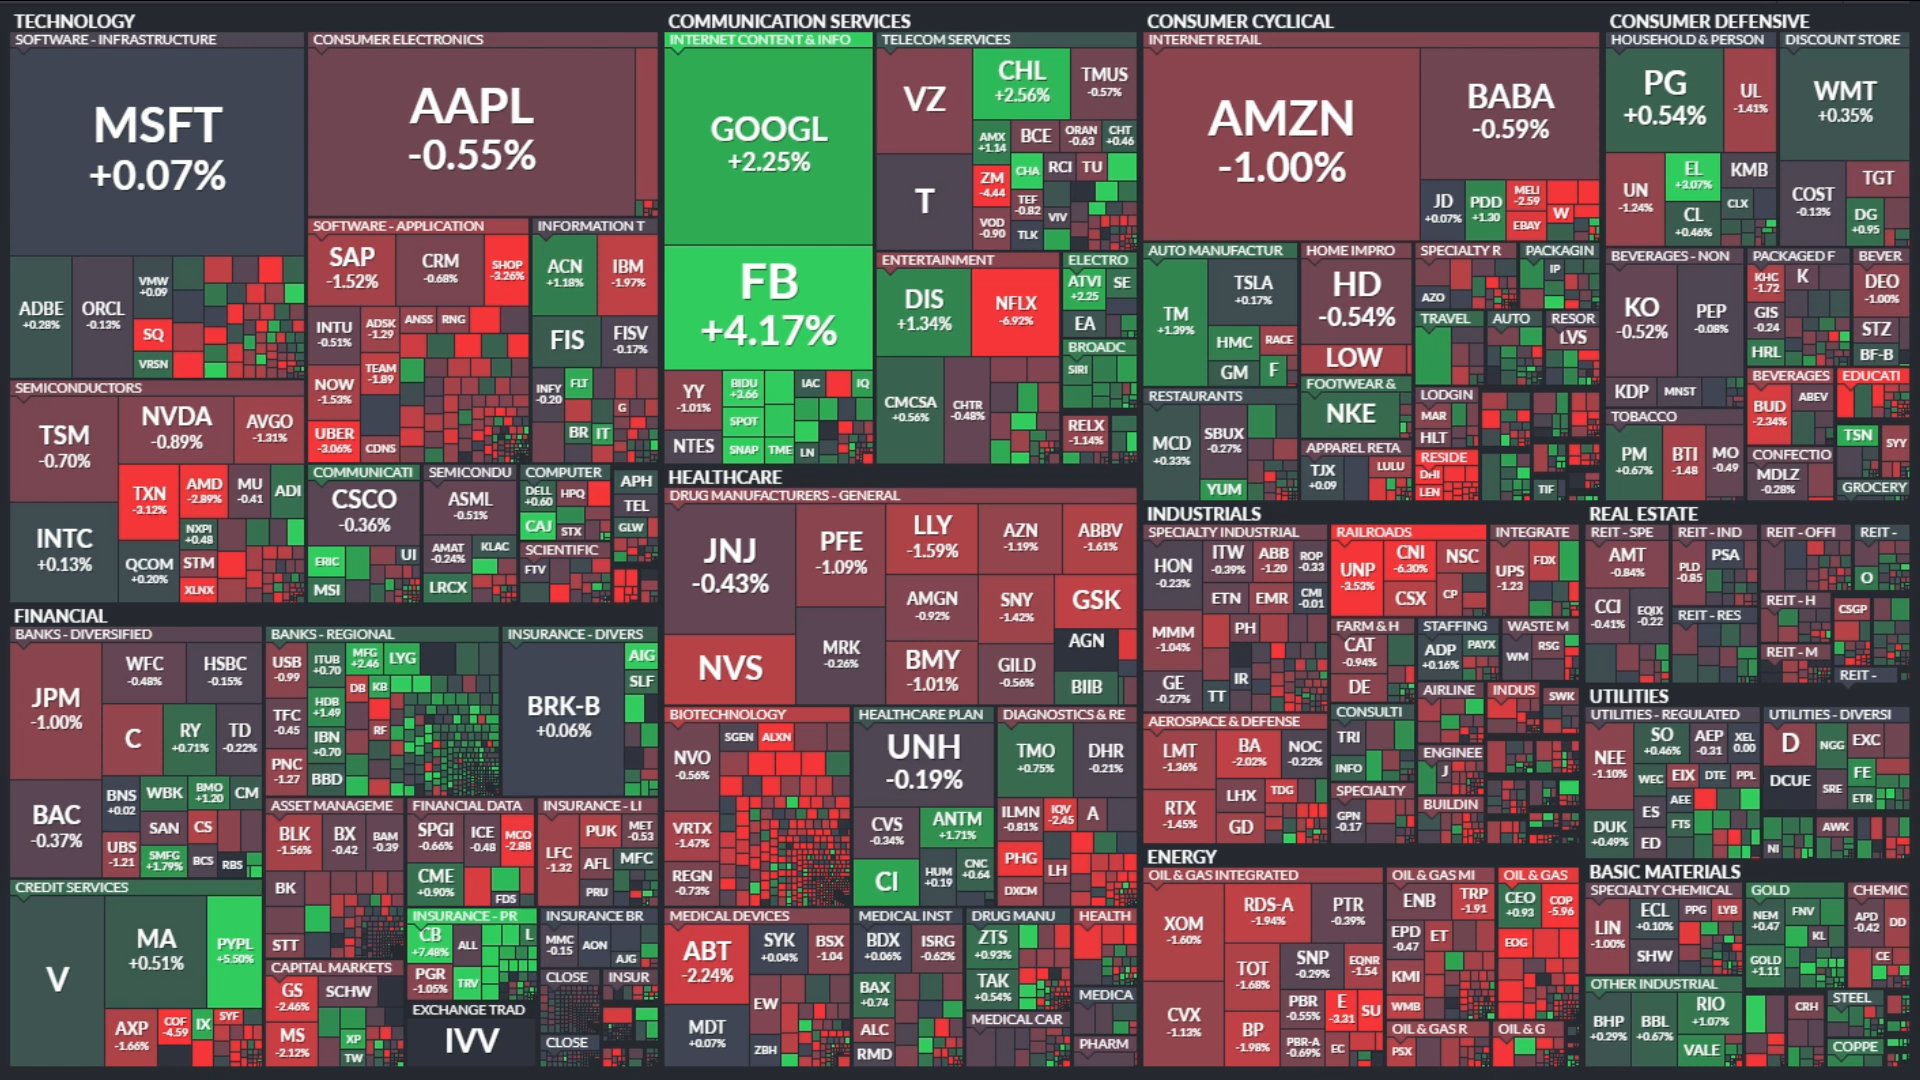 TECHNOLOGY
SOFTWARE - INFRASTRUCTURE
MSFT
+0.07%
ADBE
+0.28%
ORCL
-0.13%
VMW
+0.09
SQ
VRSN
CONSUMER ELECTRONICS
AAPL
-0.55%
SOFTWARE - APPLICATION
SAP
-1.52%
CRM
-0.68%
SHOP
-3.26%
INTU
-0.51%
ADSK
-1.29
ANSS
RNG
NOW
-1.53%
TEAM
-1.89
UBER
-3.06%
CDNS
INFORMATION T
ACN
+1.18%
IBM
-1.97%
FIS
FISV
-0.17%
INFY
-0.20
FLT
G
BR
IT
SEMICONDUCTORS
TSM
-0.70%
NVDA
-0.89%
AVGO
-1.31%
INTC
+0.13%
TXN
-3.12%
AMD
-2.89%
MU
-0.41
ADI
QCOM
+0.20%
NXPI
+0.48
STM
XLNX
COMMUNICATI
CSCO
-0.36%
ERIC
UI
MSI
SEMICONDU
ASML
-0.51%
AMAT
-0.24%
KLAC
LRCX
COMPUTER
DELL
+0.60
HPQ
CAJ
STX
SCIENTIFIC
FTV
APH
TEL
GLW
COMMUNICATION SERVICES
INTERNET CONTENT & INFO
GOOGL
+2.25%
FB
+4.17%
YY
-1.01%
BIDU
+3.66
IAC
IQ
SPOT
NTES
SNAP
TME
LN
TELECOM SERVICES
VZ
CHL
+2.56%
TMUS
-0.57%
T
AMX
+1.14
BCE
ORAN
-0.63
CHT
+0.46
ZM
-4.44
CHA
RCI
TU
TEF
-0.82
VOD
-0.90
VIV
TLK
ENTERTAINMENT
DIS
+1.34%
NFLX
-6.92%
CMCSA
+0.56%
CHTR
-0.48%
ELECTRO
ATVI
+2.25
SE
EA
BROADC
SIRI
RELX
-1.14%
CONSUMER CYCLICAL
INTERNET RETAIL
AMZN
-1.00%
BABA
-0.59%
JD
+0.07%
PDD
+1.30
MELI
-2.59
EBAY
W
AUTO MANUFACTUR
TM
+1.39%
TSLA
+0.17%
HMC
RACE
GM
F
HOME IMPRO
HD
-0.54%
LOW
SPECIALTY R
AZO
PACKAGIN
IP
TRAVEL
AUTO
RESOR
LVS
RESTAURANTS
MCD
+0.33%
SBUX
-0.27%
YUM
FOOTWEAR &
NKE
APPAREL RETA
TJX
+0.09
LULU
LODGIN
MAR
HLT
RESIDE
DHI
LEN
TIF
CONSUMER DEFENSIVE
HOUSEHOLD & PERSON
PG
+0.54%
UL
-1.41%
UN
-1.24%
EL
+3.07%
KMB
CL
+0.46%
CLX
DISCOUNT STORE
WMT
+0.35%
COST
-0.13%
TGT
DG
+0.95
BEVERAGES - NON
KO
-0.52%
PEP
-0.08%
KDP
MNST
PACKAGED F
KHC
-1.72
K
GIS
-0.24
HRL
BEVER
DEO
-1.00%
STZ
BF-B
TOBACCO
PM
+0.67%
BTI
-1.48
MO
-0.49
BEVERAGES
BUD
-2.34%
ABEV
EDUCATI
TSN
SYY
CONFECTIO
MDLZ
-0.28%
GROCERY
HEALTHCARE
DRUG MANUFACTURERS - GENERAL
JNJ
-0.43%
PFE
-1.09%
LLY
-1.59%
AZN
-1.19%
ABBV
-1.61%
NVS
MRK
-0.26%
AMGN
-0.92%
SNY
-1.42%
GSK
BMY
-1.01%
GILD
-0.56%
AGN
BIIB
BIOTECHNOLOGY
NVO
-0.56%
SGEN
ALXN
VRTX
-1.47%
REGN
-0.73%
HEALTHCARE PLAN
UNH
-0.19%
CVS
-0.34%
ANTM
+1.71%
CI
HUM
+0.19
CNC
+0.64
DIAGNOSTICS & RE
TMO
+0.75%
DHR
-0.21%
ILMN
-0.81%
IQV
-2.45
A
PHG
LH
DXCM
MEDICAL DEVICES
ABT
-2.24%
SYK
+0.04%
BSX
-1.04
MDT
+0.07%
EW
ZBH
MEDICAL INST
BDX
+0.06%
ISRG
-0.62%
BAX
+0.74
ALC
RMD
DRUG MANU
ZTS
+0.93%
TAK
+0.54%
MEDICAL CAR
HEALTH
MEDICA
PHARM
FINANCIAL
BANKS - DIVERSIFIED
JPM
-1.00%
WFC
-0.48%
HSBC
-0.15%
C
RY
+0.71%
TD
-0.22%
BAC
-0.37%
BNS
+0.02
WBK
BMO
+1.20
CM
SAN
CS
UBS
-1.21
SMFG
+1.79%
BCS
RBS
BANKS - REGIONAL
USB
-0.99
ITUB
+0.70
MFG
+2.46
LYG
DB
KB
TFC
-0.45
HDB
+1.49
RF
IBN
+0.70
PNC
-1.27
BBD
INSURANCE - DIVERS
BRK-B
+0.06%
AIG
SLF
CREDIT SERVICES
V
MA
+0.51%
PYPL
+5.50%
AXP
-1.66%
COF
-4.59
IX
SYF
ASSET MANAGEME
BLK
-1.56%
BX
-0.42
BAM
-0.39
BK
STT
FINANCIAL DATA
SPGI
-0.66%
ICE
-0.48
MCO
-2.88
CME
+0.90%
FDS
INSURANCE - LI
LFC
-1.32
PUK
MET
-0.53
AFL
MFC
PRU
CAPITAL MARKETS
GS
-2.46%
SCHW
MS
-2.12%
XP
TW
INSURANCE - PR
CB
+7.48%
ALL
L
PGR
-1.05%
TRV
EXCHANGE TRAD
IVV
INSURANCE BR
MMC
-0.15
AON
AJG
CLOSE
INSUR
CLOSE
INDUSTRIALS
SPECIALTY INDUSTRIAL
HON
-0.23%
ITW
-0.39%
ABB
-1.20
ROP
-0.33
ETN
EMR
CMI
-0.01
MMM
-1.04%
PH
GE
-0.27%
IR
TT
RAILROADS
UNP
-3.53%
CNI
-6.30%
NSC
CSX
CP
INTEGRATE
UPS
-1.23
FDX
FARM & H
CAT
-0.94%
DE
STAFFING
ADP
+0.16%
PAYX
WASTE M
WM
RSG
AEROSPACE & DEFENSE
LMT
-1.36%
BA
-2.02%
NOC
-0.22%
RTX
-1.45%
LHX
TDG
GD
CONSULTI
TRI
INFO
SPECIALTY
GPN
-0.17
AIRLINE
INDUS
SWK
ENGINEE
J
BUILDIN
REAL ESTATE
REIT - SPE
AMT
-0.84%
CCI
-0.41%
EQIX
-0.22
REIT - IND
PLD
-0.85
PSA
REIT - RES
REIT - OFFI
REIT -
O
REIT - H
CSGP
REIT - M
REIT -
UTILITIES
UTILITIES - REGULATED
NEE
-1.10%
SO
+0.46%
AEP
-0.31
XEL
0.00
WEC
EIX
DTE
PPL
DUK
+0.49%
ES
AEE
FTS
ED
UTILITIES - DIVERSI
D
NGG
EXC
DCUE
SRE
FE
ETR
NI
AWK
ENERGY
OIL & GAS INTEGRATED
XOM
-1.60%
RDS-A
-1.94%
PTR
-0.39%
TOT
-1.68%
SNP
-0.29%
EQNR
-1.54
CVX
-1.13%
BP
-1.98%
PBR
-0.55%
E
-3.31
SU
PBR-A
-0.69%
EC
OIL & GAS MI
ENB
TRP
-1.91
EPD
-0.47
ET
KMI
WMB
OIL & GAS
CEO
+0.93
COP
-5.96
EOG
OIL & GAS R
PSX
OIL & G
BASIC MATERIALS
SPECIALTY CHEMICAL
LIN
-1.00%
ECL
+0.10%
PPG
LYB
SHW
GOLD
NEM
+0.47
FNV
KL
GOLD
+1.11
CHEMIC
APD
-0.42
DD
CE
OTHER INDUSTRIAL
BHP
+0.29%
BBL
+0.67%
RIO
+1.07%
VALE
CRH
STEEL
COPPE